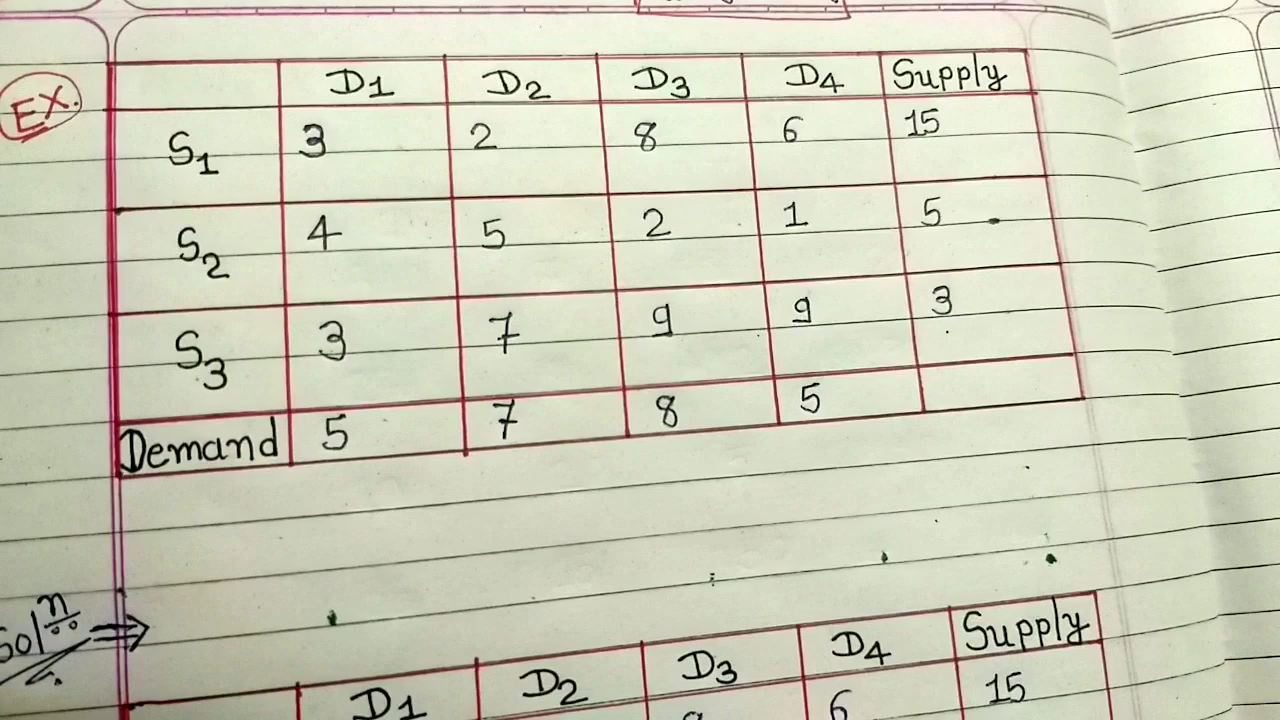 EX.
D1 D2 D3 D4 Supply
S1 3 2 8 6 15
S2 4 5 2 1 5
S3 3 7 9 9 3
Demand 5 7 8 5
Solⁿ ⇒
D1 D2 D3 D4 Supply
6 15